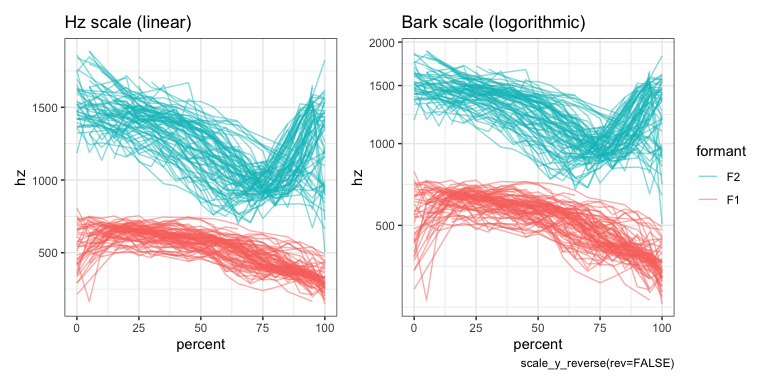 Hz scale (linear)
hz
1500
1000
500
0
25
50
75
100
percent
Bark scale (logorithmic)
hz
2000
1500
1000
500
0
25
50
75
100
percent
formant
F2
F1
scale_y_reverse(rev=FALSE)